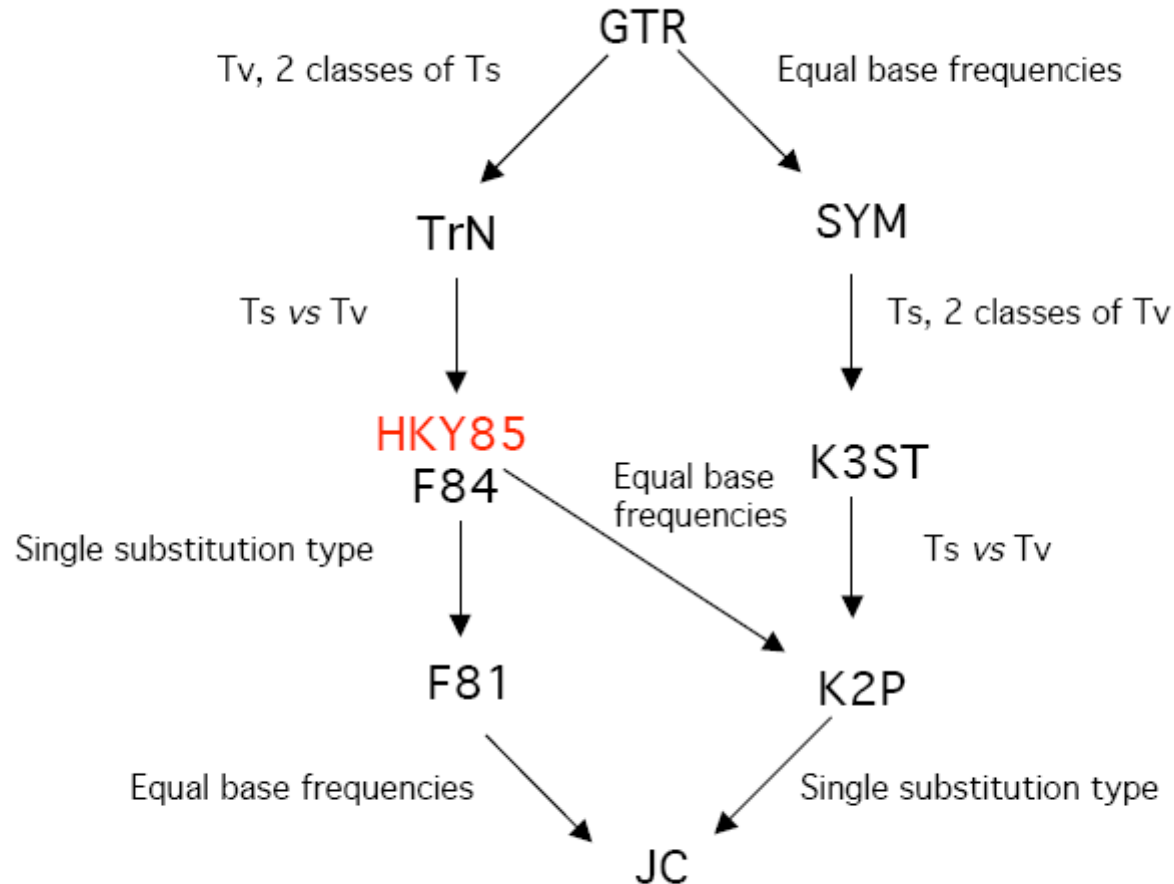 GTR
Tv, 2 classes of Ts
Equal base frequencies
TrN
SYM
Ts vs Tv
Ts, 2 classes of Tv
HKY85
F84
K3ST
Equal base
frequencies
Single substitution type
Ts vs Tv
F81
K2P
Equal base frequencies
Single substitution type
JC